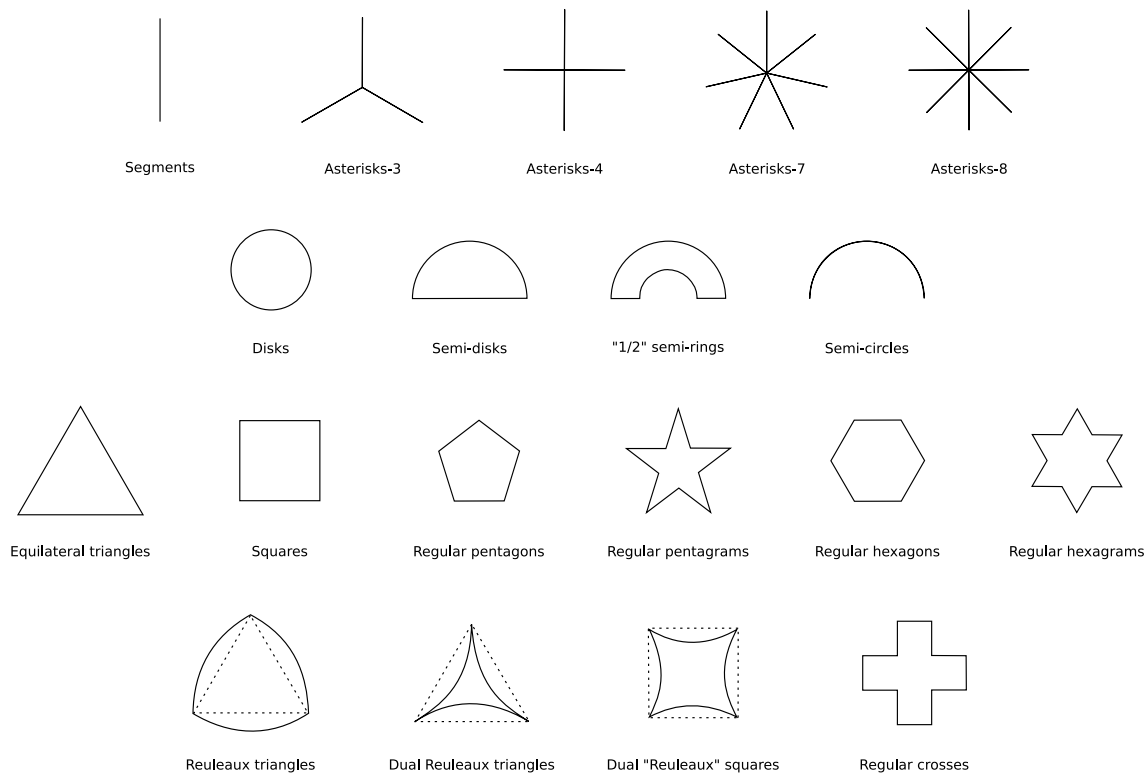 Segments
Asterisks-3
Asterisks-4
Asterisks-7
Asterisks-8
Disks
Semi-disks
"1/2" semi-rings
Semi-circles
Equilateral triangles
Squares
Regular pentagons
Regular pentagrams
Regular hexagons
Regular hexagrams
Reuleaux triangles
Dual Reuleaux triangles
Dual "Reuleaux" squares
Regular crosses